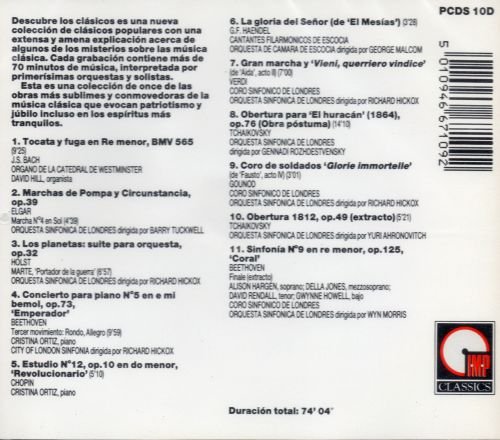 Descubre los clásicos es una nueva
colección de clásicos populares con una
extensa y amena explicación acerca de
algunos de los misterios sobre las música
clásica. Cada grabación contiene más de
70 minutos de música, interpretada por
primerísimas orquestas y solistas.
Esta es una colección de once de las
obras más sublimes y conmovedoras de la
música clásica que evocan patriotismo y
júbilo incluso en los espíritus más
tranquilos.
1. Tocata y fuga en Re menor, BMV 565
(9'25)
J.S. BACH
ORGANO DE LA CATEDRAL DE WESTMINSTER
DAVID HILL, organista
2. Marchas de Pompa y Circunstancia,
op.39
ELGAR
Marcha Nº4 en Sol (4'39)
ORQUESTA SINFONICA DE LONDRES dirigida por BARRY TUCKWELL
3. Los planetas: suite para orquesta,
op.32
HOLST
MARTE, 'Portador de la guerra' (6'57)
ORQUESTA SINFONICA DE LONDRES dirigida por RICHARD HICKOX
4. Concierto para piano Nº5 en e mi
bemol, op.73,
'Emperador'
BEETHOVEN
Tercer movimiento: Rondo, Allegro (9'59)
CRISTINA ORTIZ, piano
CITY OF LONDON SINFONIA dirigida por RICHARD HICKOX
5. Estudio Nº12, op.10 en do menor,
'Revolucionario' (5'10)
CHOPIN
CRISTINA ORTIZ, piano
6. La gloria del Señor (de 'El Mesías') (3'28)
G.F. HAENDEL
CANTANTES FILARMONICOS DE ESCOCIA
ORQUESTA DE CAMARA DE ESCOCIA dirigida por GEORGE MALCOM
7. Gran marcha y 'Vieni, querriero vindice'
(de 'Aida', acto II) (7'00)
VERDI
CORO SINFONICO DE LONDRES
ORQUESTA SINFONICA DE LONDRES dirigida por RICHARD HICKOX
8. Obertura para 'El huracán' (1864),
op.76 (Obra póstuma) (14'10)
TCHAIKOVSKY
ORQUESTA SINFONICA DE LONDRES
dirigida por GENNADI ROZHDESTVENSKY
9. Coro de soldados 'Glorie immortelle'
(de 'Fausto', acto IV) (3'01)
GOUNOD
CORO SINFONICO DE LONDRES
ORQUESTA SINFONICA DE LONDRES dirigida por RICHARD HICKOX
10. Obertura 1812, op.49 (extracto) (5'21)
TCHAIKOVSKY
ORQUESTA SINFONICA DE LONDRES dirigida por YURI AHRONOVITCH
11. Sinfonía Nº9 en re menor, op.125,
'Coral'
BEETHOVEN
Finale (extracto)
ALISON HARGEN, soprano; DELLA JONES, mezzosoprano;
DAVID RENDALL, tenor; GWYNNE HOWELL, bajo
CORO SINFONICO DE LONDRES
ORQUESTA SINFONICA DE LONDRES dirigida por WYN MORRIS
Duración total: 74' 04"
PCDS 10D
5 010946 767109 2
IMP
CLASSICS